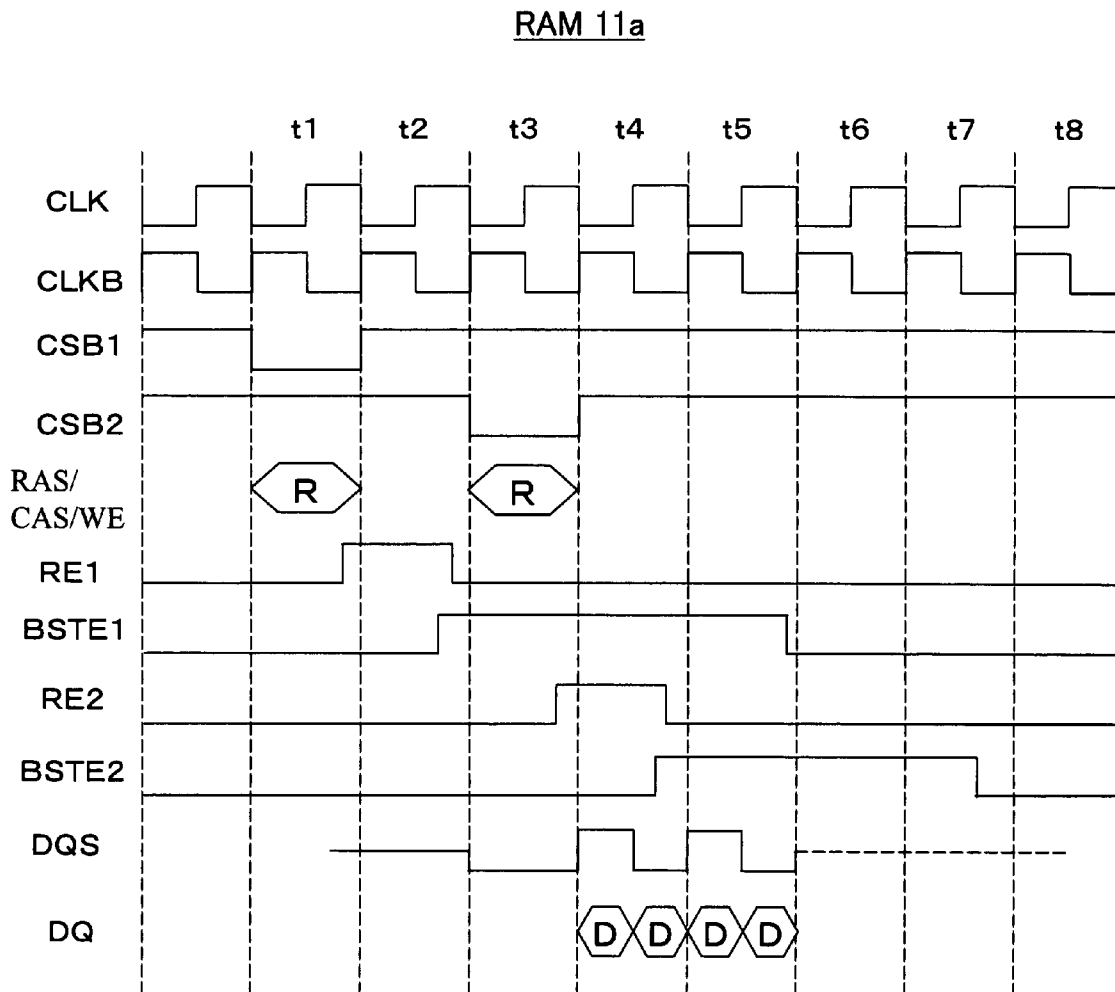 RAM 11a
t1 t2 t3 t4 t5 t6 t7 t8
CLK
CLKB
CSB1
CSB2
RAS/
CAS/WE
R R
RE1
BSTE1
RE2
BSTE2
DQS
DQ
D D D D